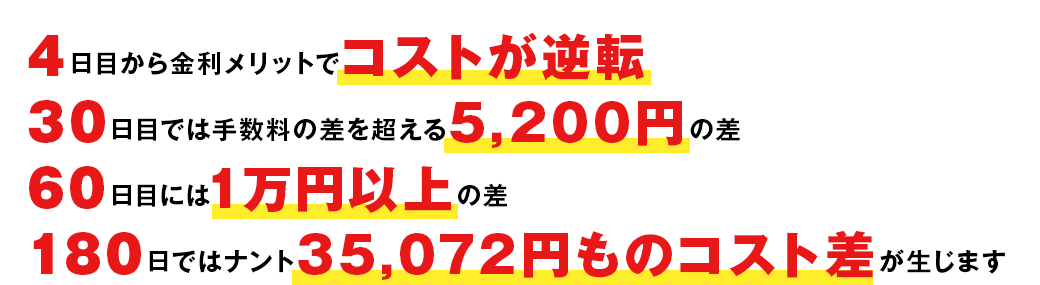 4日目から金利メリットでコストが逆転
30日目では手数料の差を超える5,200円の差
60日目には1万円以上の差
180日ではナント35,072円ものコスト差が生じます